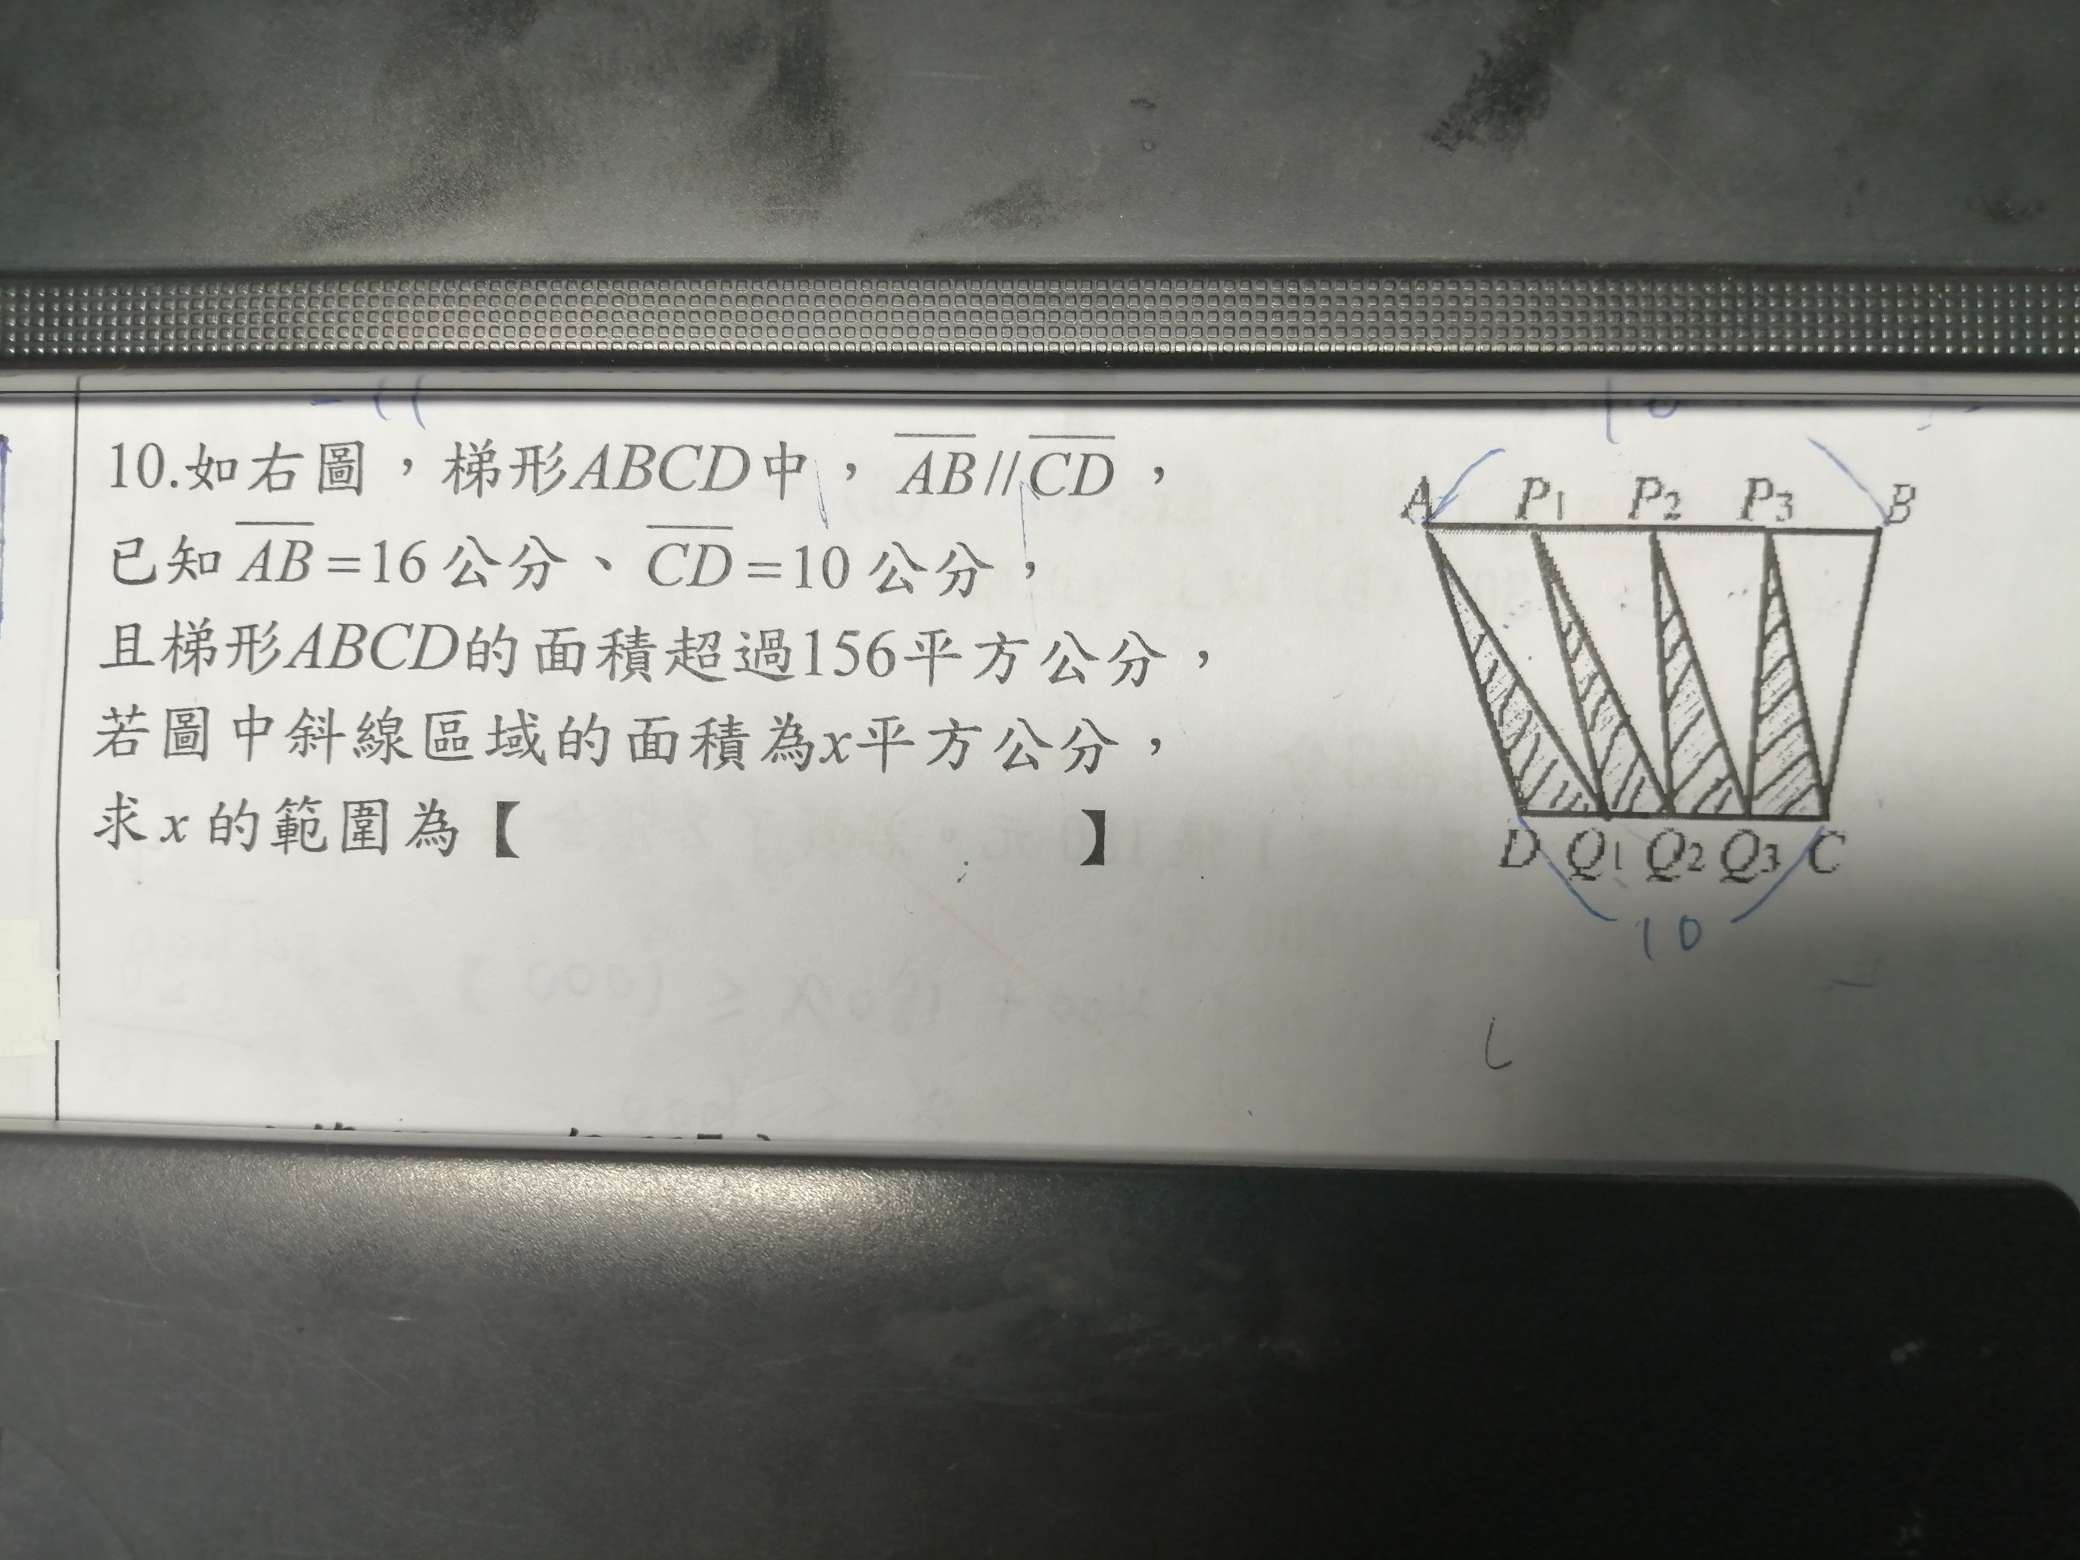 10.如右圖，梯形ABCD中，AB//CD，
已知AB=16公分、CD=10公分，
且梯形ABCD的面積超過156平方公分，
若圖中斜線區域的面積為x平方公分，
求x的範圍為【 】
A P1 P2 P3 B
D Q1 Q2 Q3 C
10